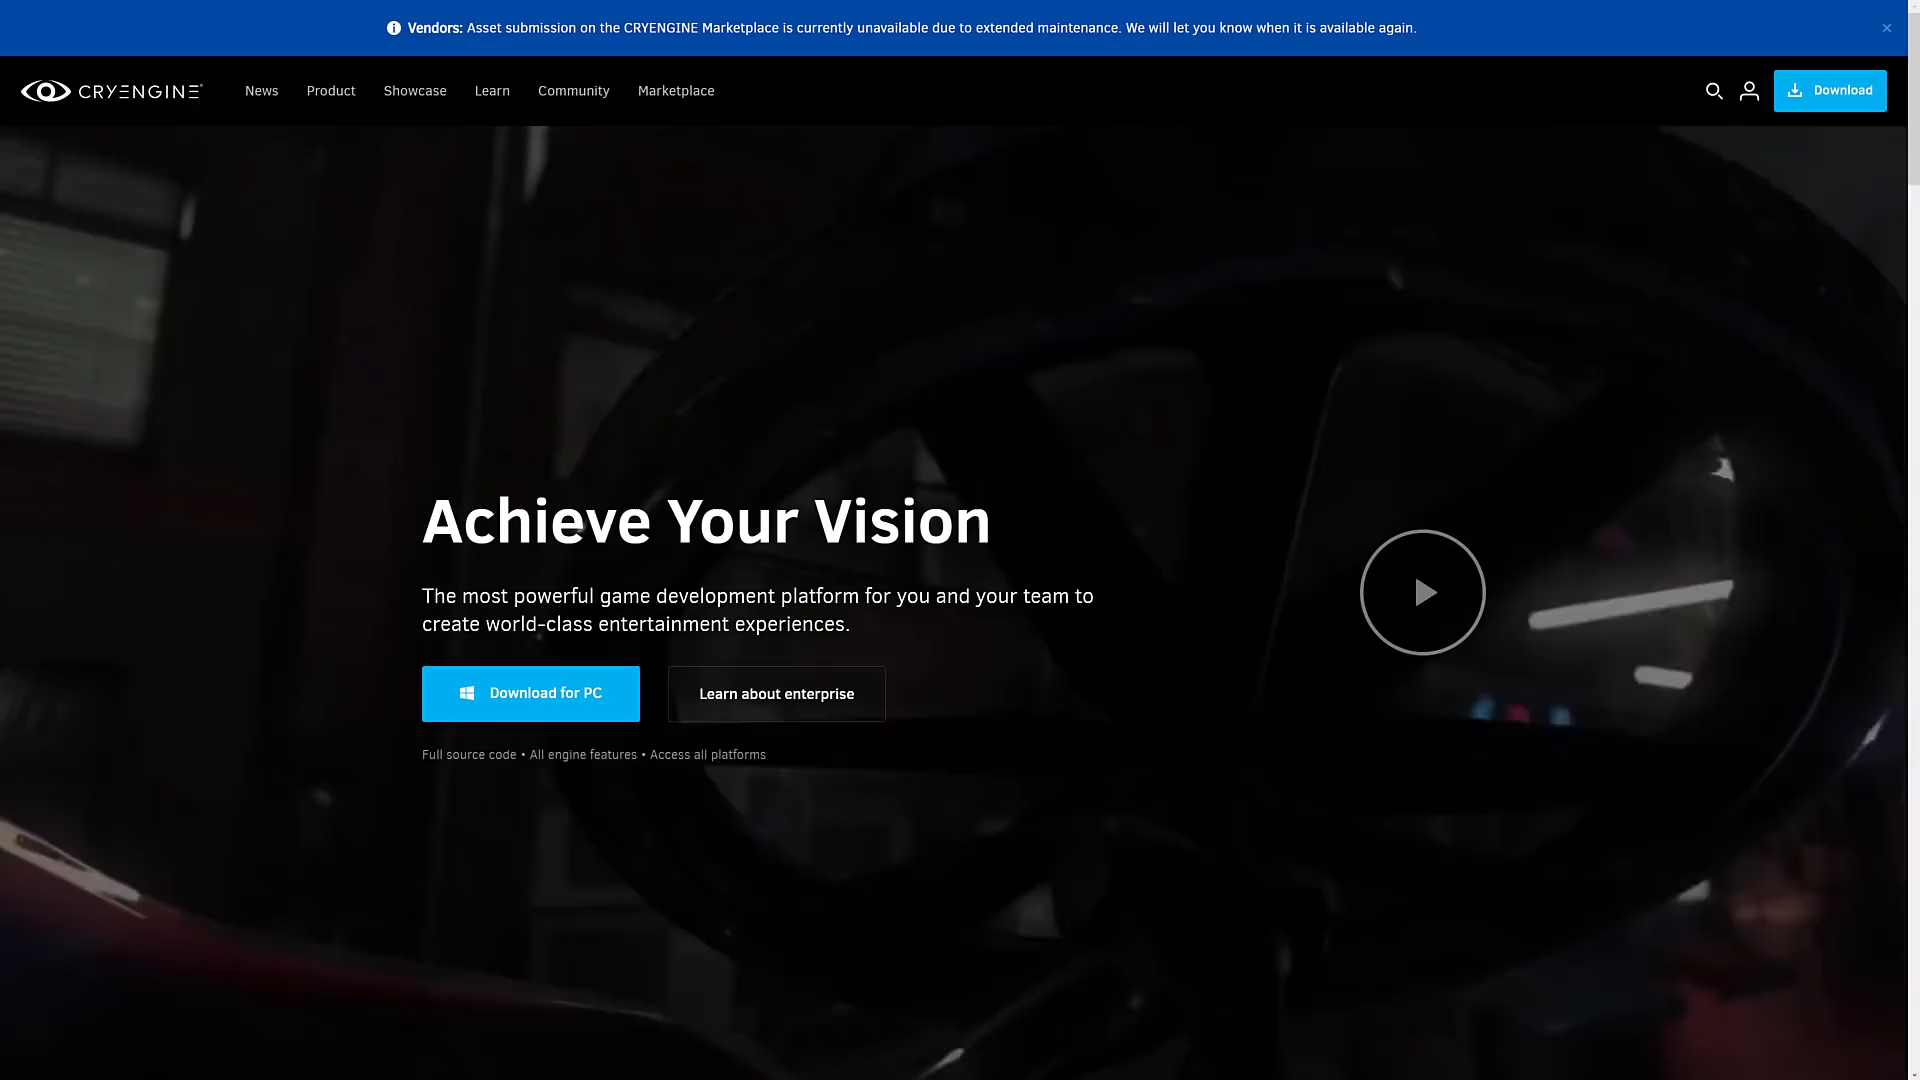 Vendors: Asset submission on the CRYENGINE Marketplace is currently unavailable due to extended maintenance. We will let you know when it is available again.
CRYENGINE®
News
Product
Showcase
Learn
Community
Marketplace
Download
Achieve Your Vision
The most powerful game development platform for you and your team to
create world-class entertainment experiences.
Download for PC
Learn about enterprise
Full source code • All engine features • Access all platforms